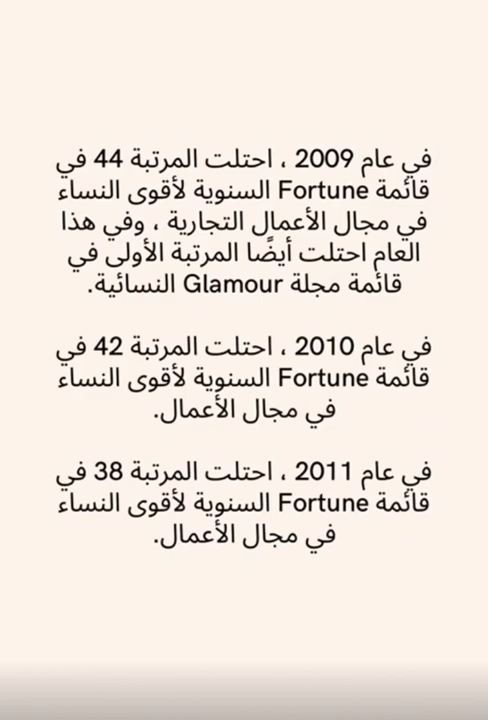 في عام 2009 ، احتلت المرتبة 44 في
قائمة Fortune السنوية لأقوى النساء
في مجال الأعمال التجارية ، وفي هذا
العام احتلت أيضًا المرتبة الأولى في
قائمة مجلة Glamour النسائية.
في عام 2010 ، احتلت المرتبة 42 في
قائمة Fortune السنوية لأقوى النساء
في مجال الأعمال.
في عام 2011 ، احتلت المرتبة 38 في
قائمة Fortune السنوية لأقوى النساء
في مجال الأعمال.